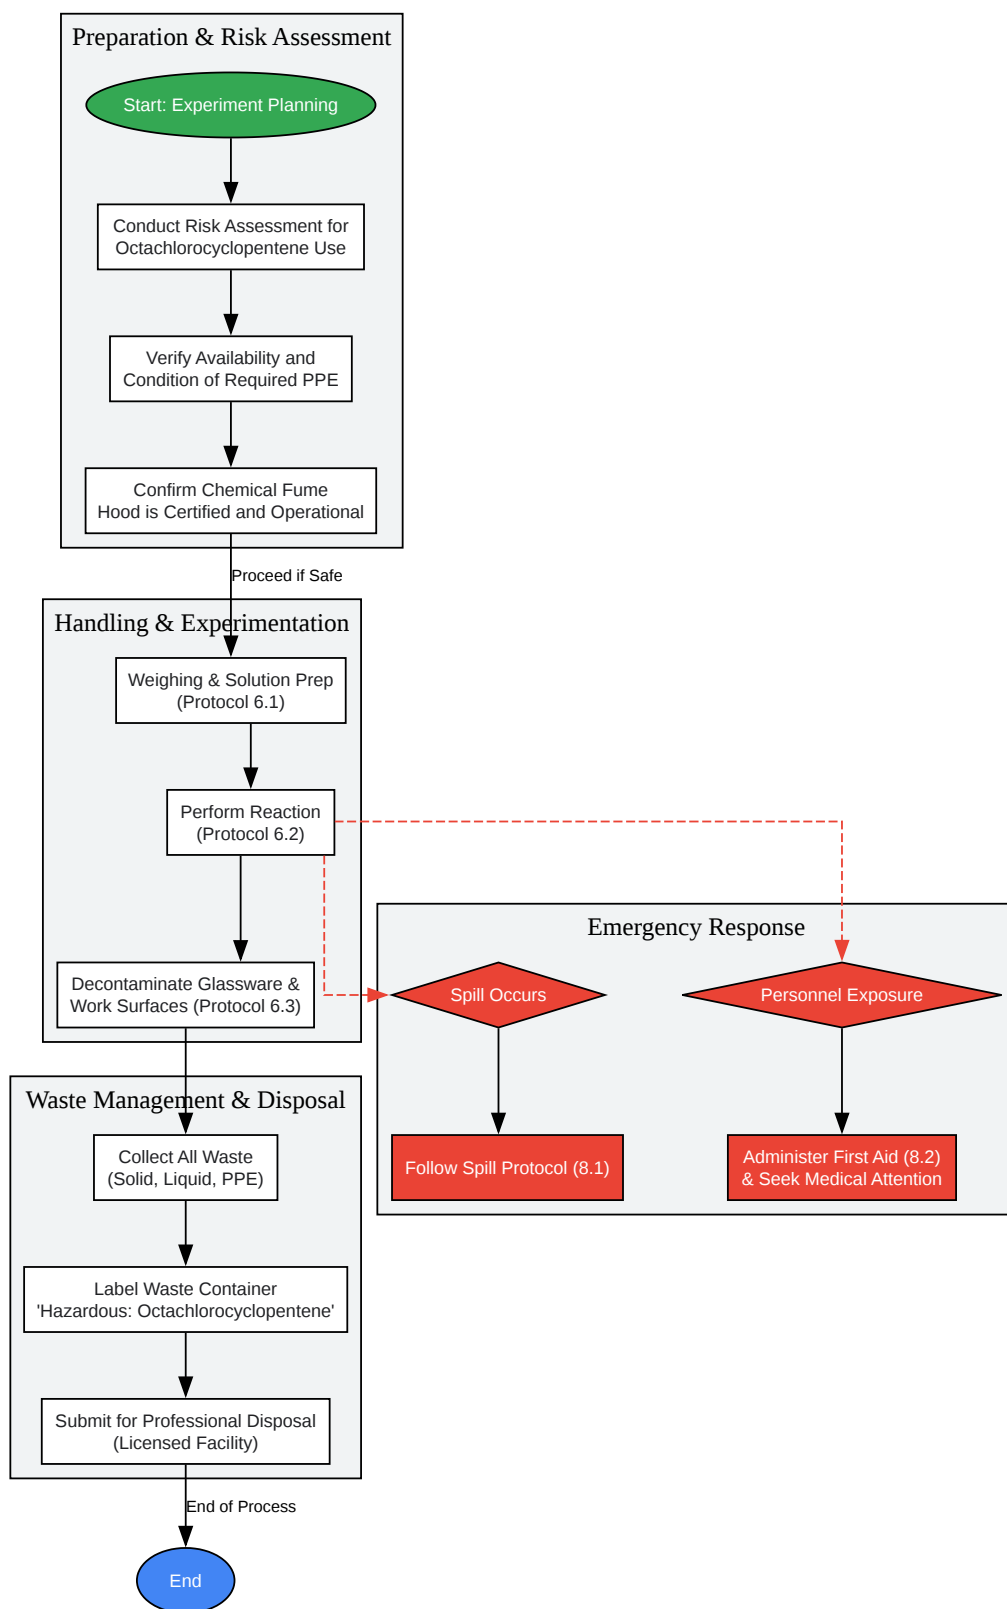 Preparation & Risk Assessment
Start: Experiment Planning
Conduct Risk Assessment for
Octachlorocyclopentene Use
Verify Availability and
Condition of Required PPE
Confirm Chemical Fume
Hood is Certified and Operational
Proceed if Safe
Handling & Experimentation
Weighing & Solution Prep
(Protocol 6.1)
Perform Reaction
(Protocol 6.2)
Decontaminate Glassware &
Work Surfaces (Protocol 6.3)
Emergency Response
Spill Occurs
Personnel Exposure
Follow Spill Protocol (8.1)
Administer First Aid (8.2)
& Seek Medical Attention
Waste Management & Disposal
Collect All Waste
(Solid, Liquid, PPE)
Label Waste Container
'Hazardous: Octachlorocyclopentene'
Submit for Professional Disposal
(Licensed Facility)
End of Process
End